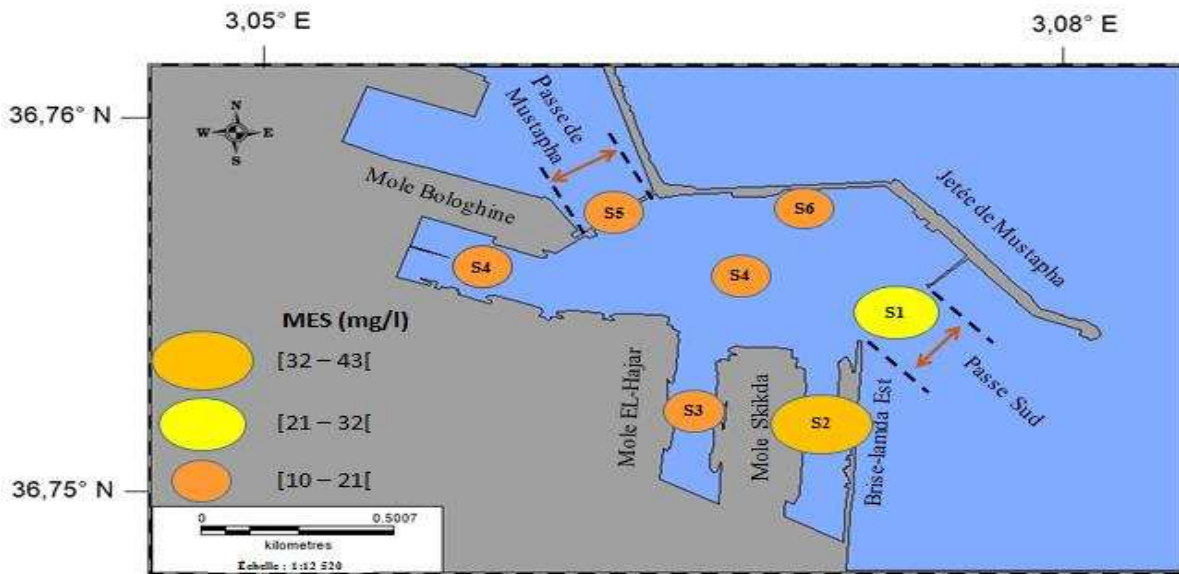 3,05° E
3,08° E
36,76° N
N
W E
S
Passe de
Mustapha
Mole Bologhine
Jetée de Mustapha
S5
S6
S4
S4
S1
MES (mg/l)
[32 – 43[
[21 – 32[
[10 – 21[
Passe Sud
Mole EL-Hajar
S3
Mole Skikda
S2
Brise-lamda Est
36,75° N
0 0.5007
kilometres
Échelle : 1:12 520